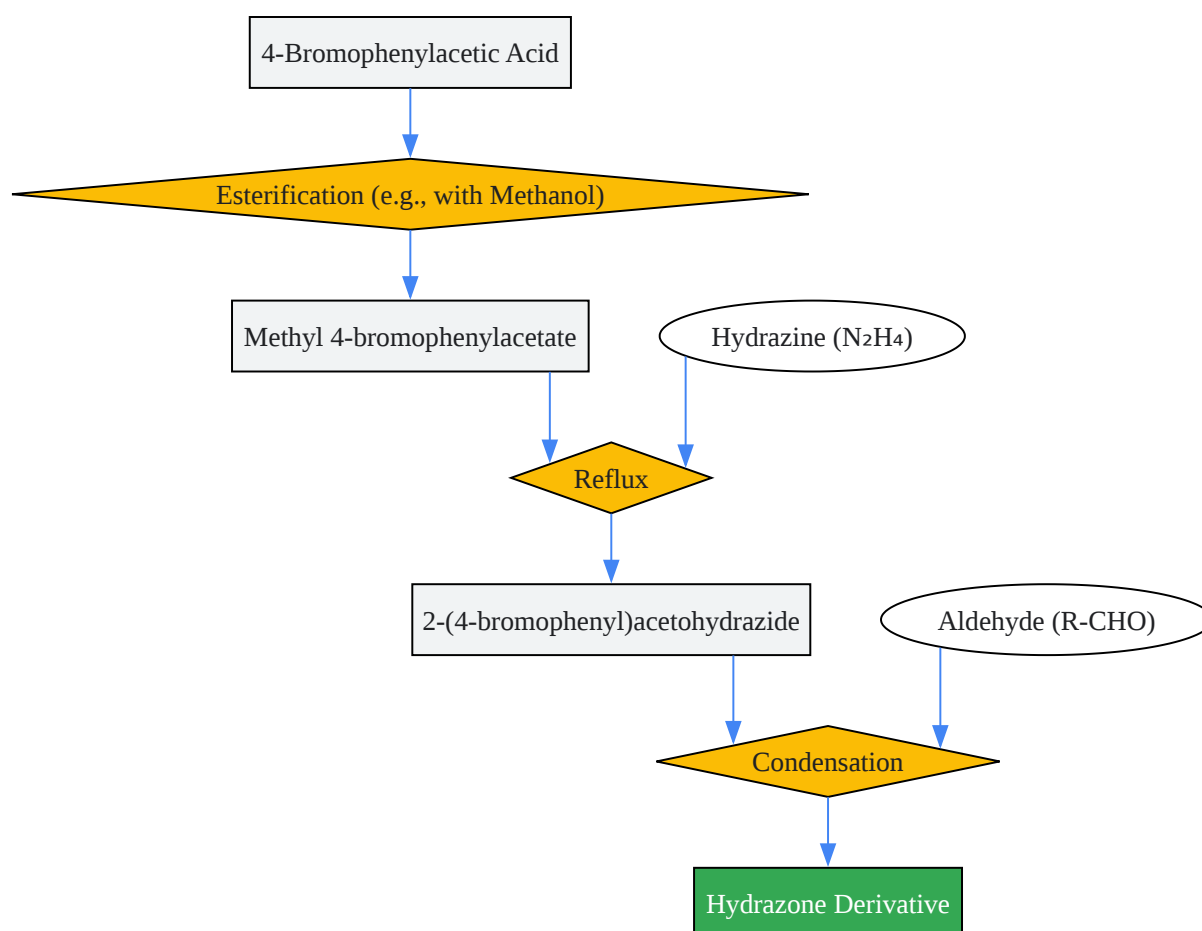 4-Bromophenylacetic Acid
Esterification (e.g., with Methanol)
Methyl 4-bromophenylacetate
Hydrazine (N₂H₄)
Reflux
2-(4-bromophenyl)acetohydrazide
Aldehyde (R-CHO)
Condensation
Hydrazone Derivative